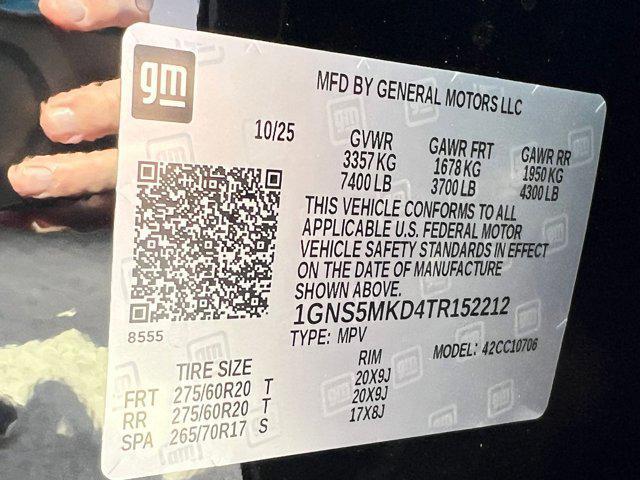 gm
MFD BY GENERAL MOTORS LLC
10/25 GVWR GAWR FRT GAWR RR
3357 KG 1678 KG 1950 KG
7400 LB 3700 LB 4300 LB
THIS VEHICLE CONFORMS TO ALL
APPLICABLE U.S. FEDERAL MOTOR
VEHICLE SAFETY STANDARDS IN EFFECT
ON THE DATE OF MANUFACTURE
SHOWN ABOVE.
1GNS5MKD4TR152212
8555
TYPE: MPV MODEL: 42CC10706
TIRE SIZE RIM
FRT 275/60R20 T 20X9J
RR 275/60R20 T 20X9J
SPA 265/70R17 S 17X8J